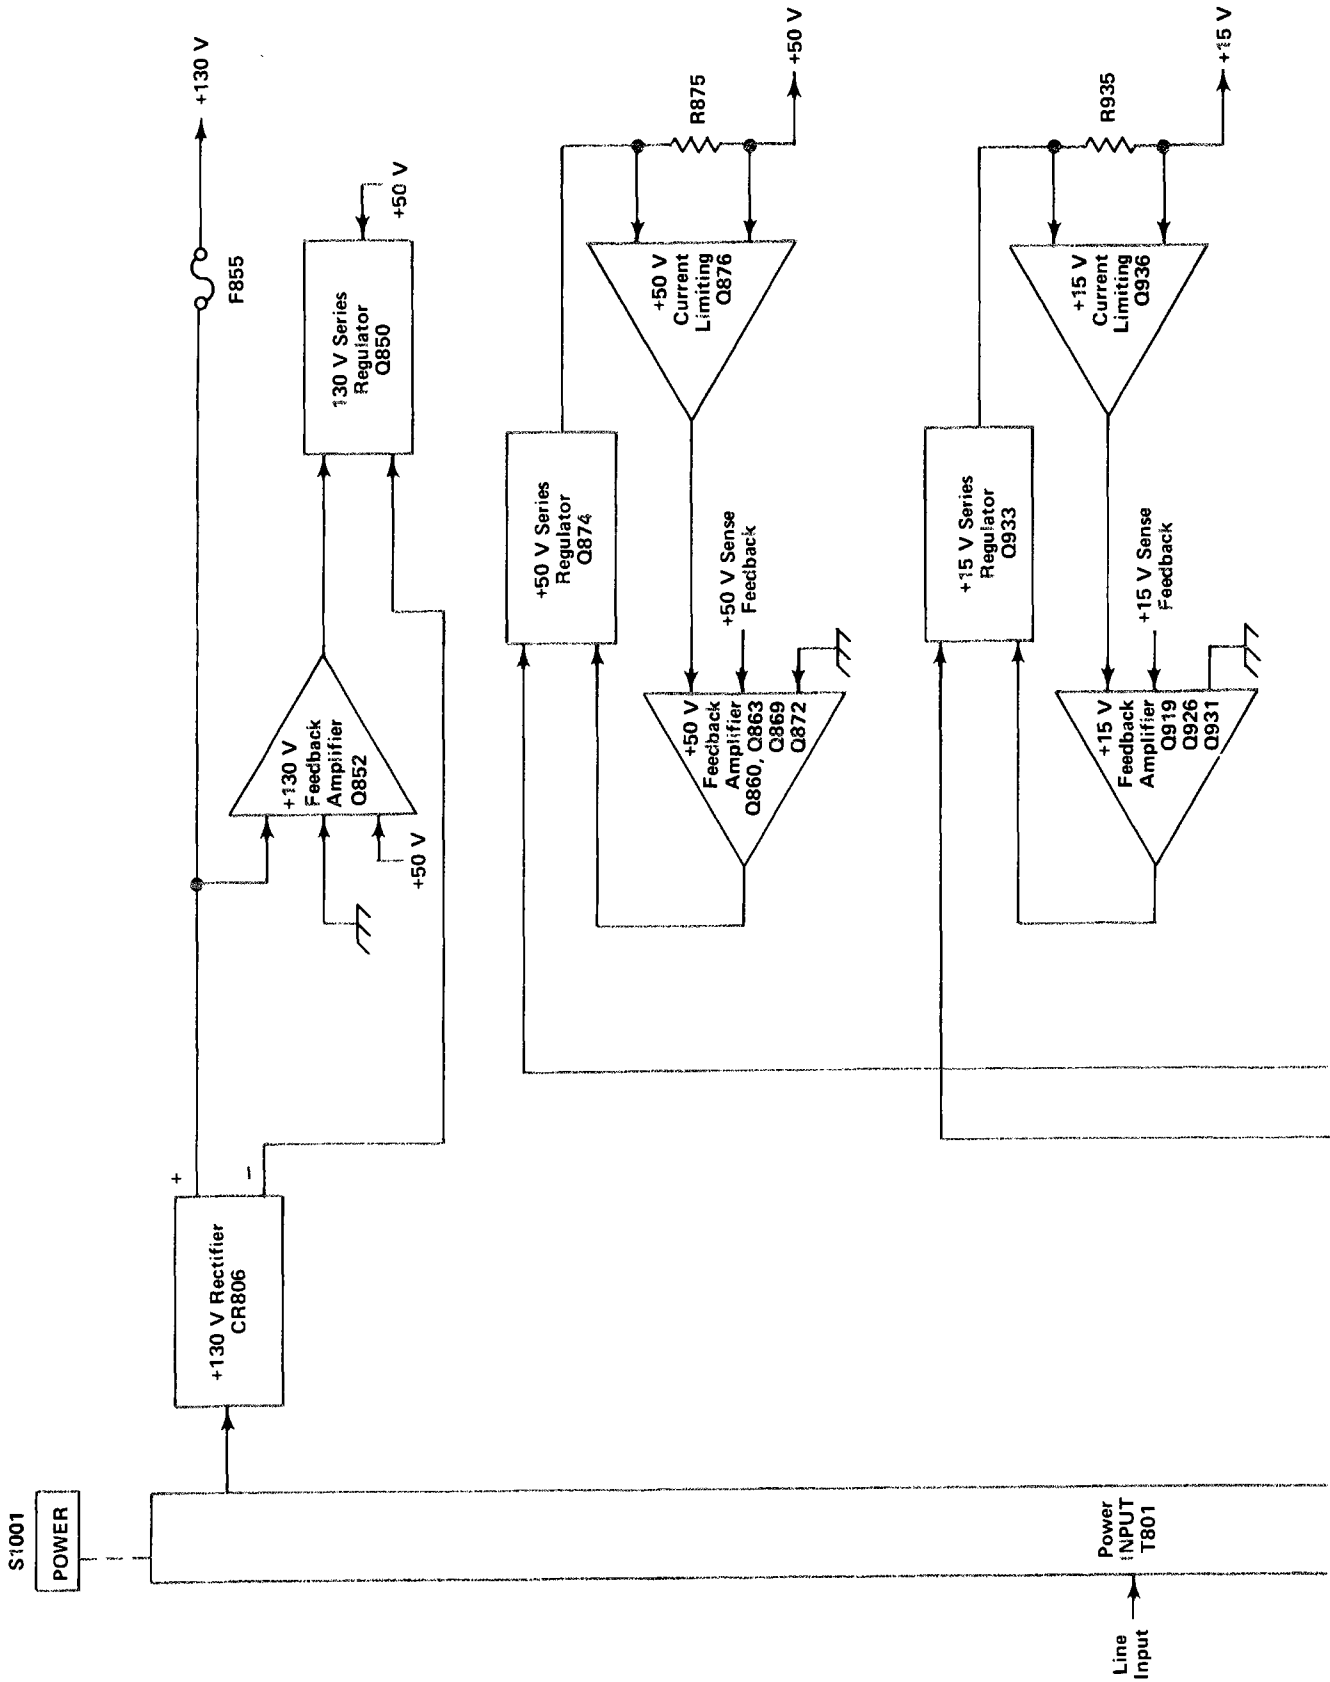 S1001
POWER
Line
Input
Power
INPUT
T801
+130 V Rectifier
CR806
+
−
+130 V
Feedback
Amplifier
Q852
+50 V
130 V Series
Regulator
Q850
+50 V
F855
+130 V
+50 V Series
Regulator
Q874
+50 V
Feedback
Amplifier
Q860, Q863
Q869
Q872
+50 V Sense
Feedback
+50 V
Current
Limiting
Q876
R875
+50 V
+15 V Series
Regulator
Q933
+15 V
Feedback
Amplifier
Q919
Q926
Q931
+15 V Sense
Feedback
+15 V
Current
Limiting
Q936
R935
+15 V